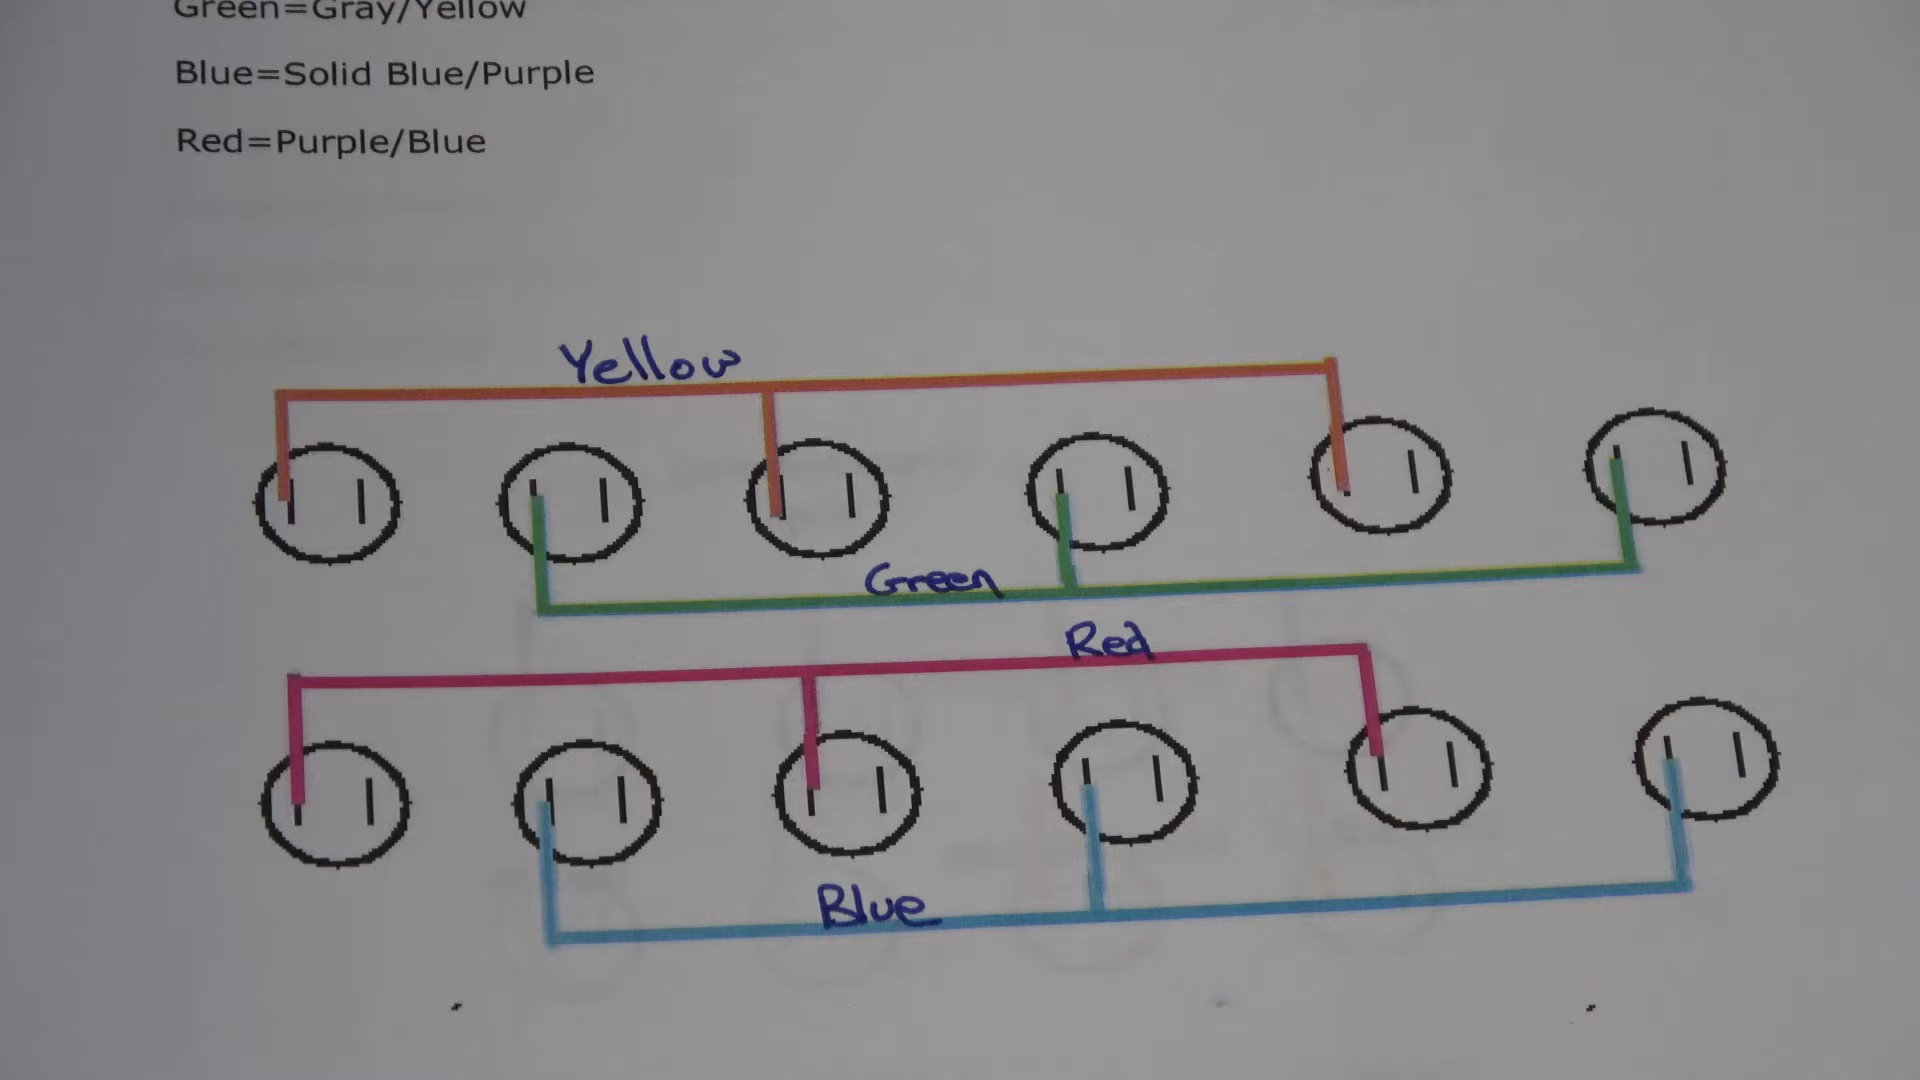 Green=Gray/Yellow
Blue=Solid Blue/Purple
Red=Purple/Blue
Yellow
Green
Red
Blue